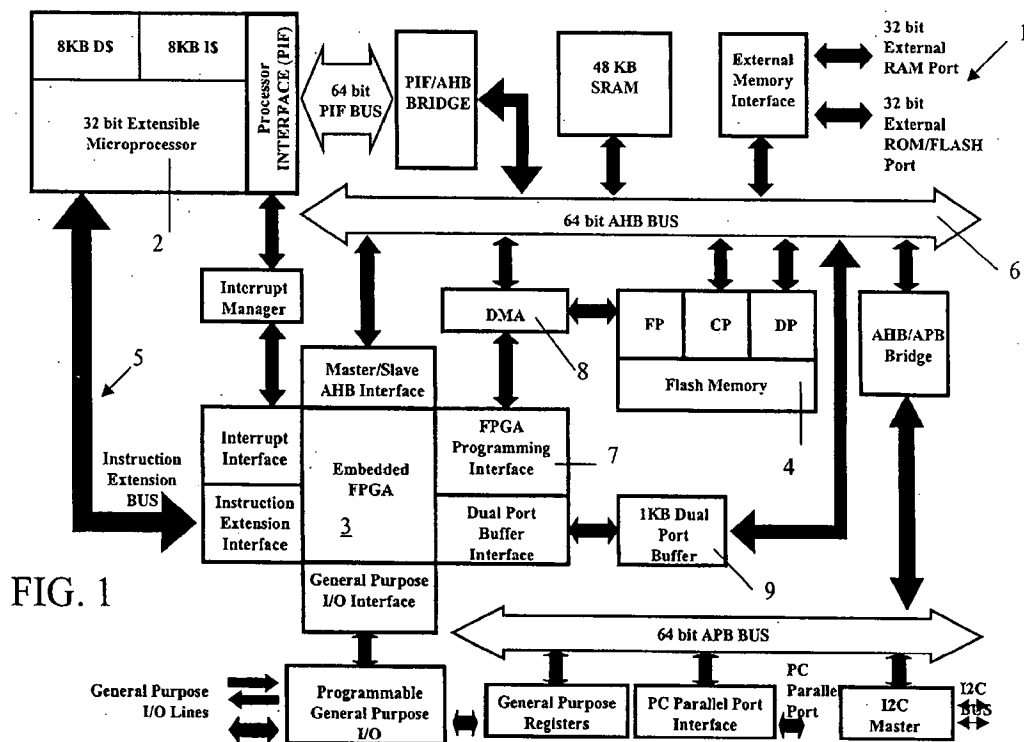 8KB D$
8KB I$
32 bit Extensible
Microprocessor
Processor
INTERFACE (PIF)
64 bit
PIF BUS
PIF/AHB
BRIDGE
48 KB
SRAM
External
Memory
Interface
32 bit
External
RAM Port
32 bit
External
ROM/FLASH
Port
1
2
64 bit AHB BUS
6
Interrupt
Manager
5
DMA
8
FP
CP
DP
Flash Memory
4
AHB/APB
Bridge
Master/Slave
AHB Interface
Interrupt
Interface
Embedded
FPGA
3
FPGA
Programming
Interface
7
Instruction
Extension
BUS
Instruction
Extension
Interface
Dual Port
Buffer
Interface
1KB Dual
Port
Buffer
9
General Purpose
I/O Interface
FIG. 1
64 bit APB BUS
General Purpose
I/O Lines
Programmable
General Purpose
I/O
General Purpose
Registers
PC Parallel Port
Interface
PC
Parallel
Port
I2C
Master
I2C
BUS